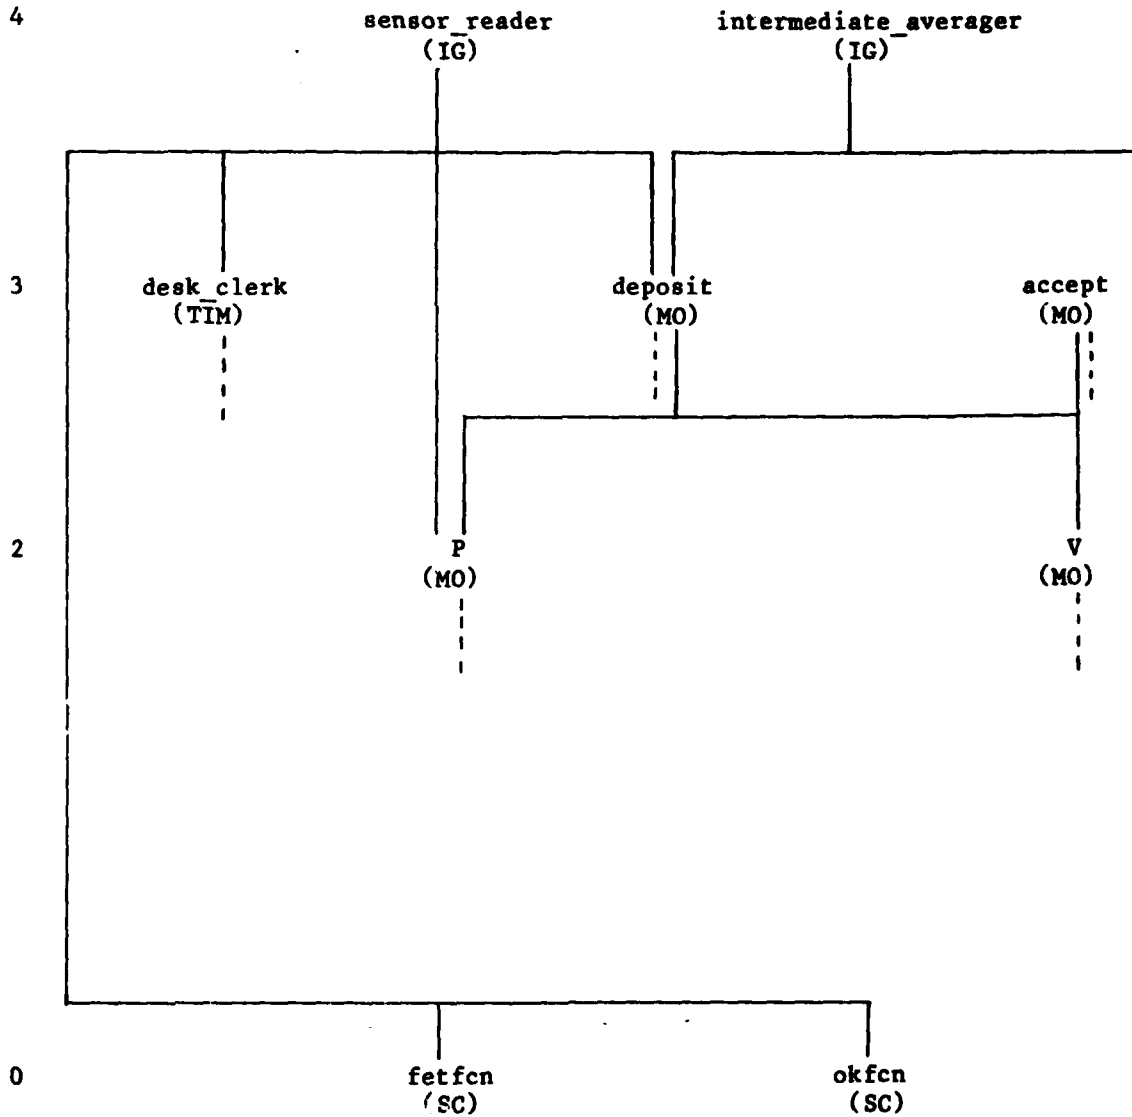 4 sensor_reader intermediate_averager
(IG) (IG)
3 desk_clerk deposit accept
(TIM) (MO) (MO)
2 P V
(MO) (MO)
0 fetfcn okfcn
(SC) (SC)